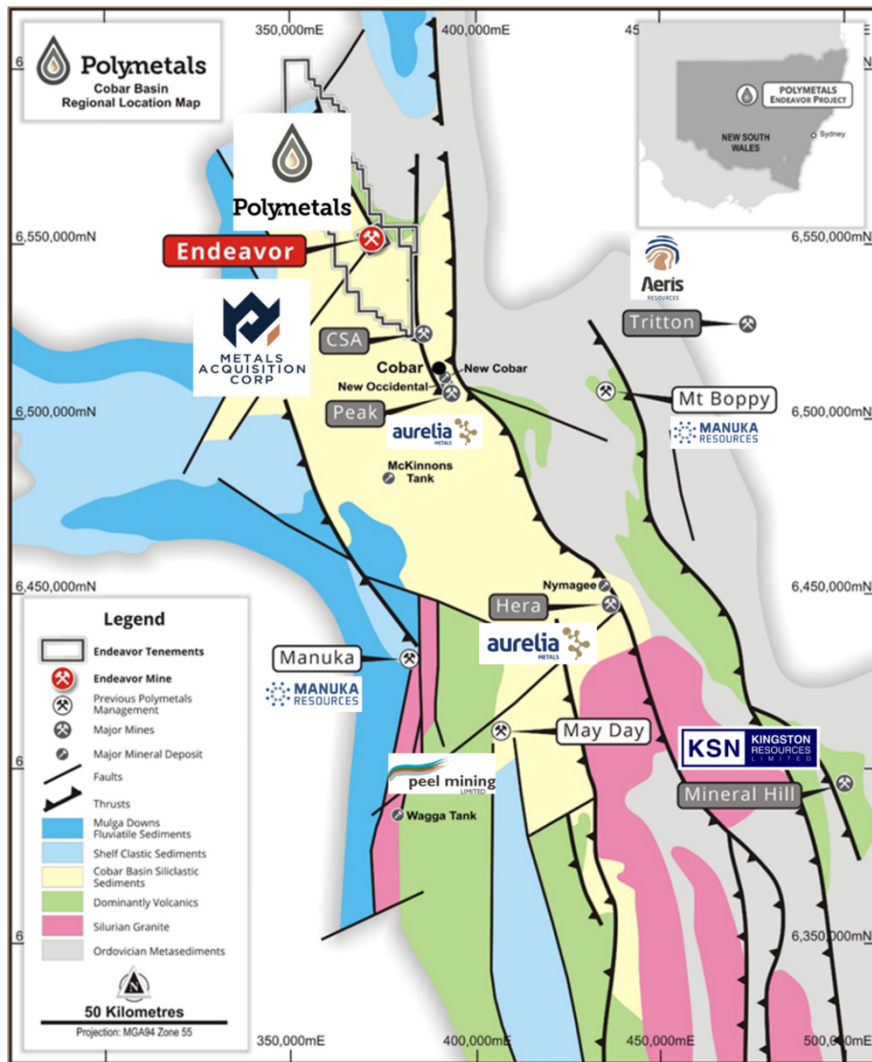 350,000mE
400,000mE
45
6
Polymetals
Cobar Basin
Regional Location Map
POLYMETALS
ENDEAVOR PROJECT
NEW SOUTH
WALES
Sydney
Polymetals
6,550,000mN
6,550,000mN
Endeavor
Aeris
RESOURCES
Tritton
METALS
ACQUISITION
CORP
CSA
Cobar
New Cobar
New Occidental
Peak
Mt Boppy
6,500,000mN
6,500,000mN
aurelia
METALS
MANUKA
RESOURCES
McKinnons
Tank
6,450,000mN
6,450,000mN
Nymagee
Hera
aurelia
METALS
Manuka
MANUKA
RESOURCES
May Day
KSN
KINGSTON
RESOURCES
LIMITED
peel mining
LIMITED
Mineral Hill
Wagga Tank
Legend
Endeavor Tenements
Endeavor Mine
Previous Polymetals
Management
Major Mines
Major Mineral Deposit
Faults
Thrusts
Mulga Downs
Fluviatile Sediments
Shelf Clastic Sediments
Cobar Basin Siliclastic
Sediments
Dominantly Volcanics
Silurian Granite
Ordovician Metasediments
N
50 Kilometres
Projection: MGA94 Zone 55
6
6
6,350,000mN
350,000mE
400,000mE
450,000mE
500,000mE